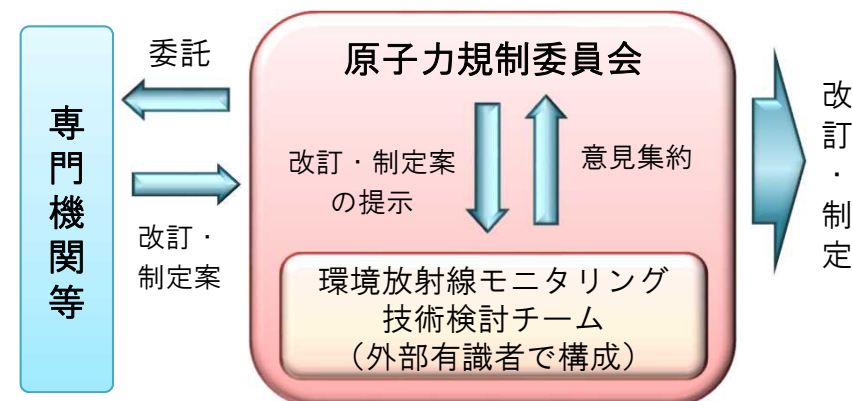 専門機関等
委託
改訂・
制定案
原子力規制委員会
改訂・制定案
の提示
意見集約
環境放射線モニタリング
技術検討チーム
（外部有識者で構成）
改訂・制定